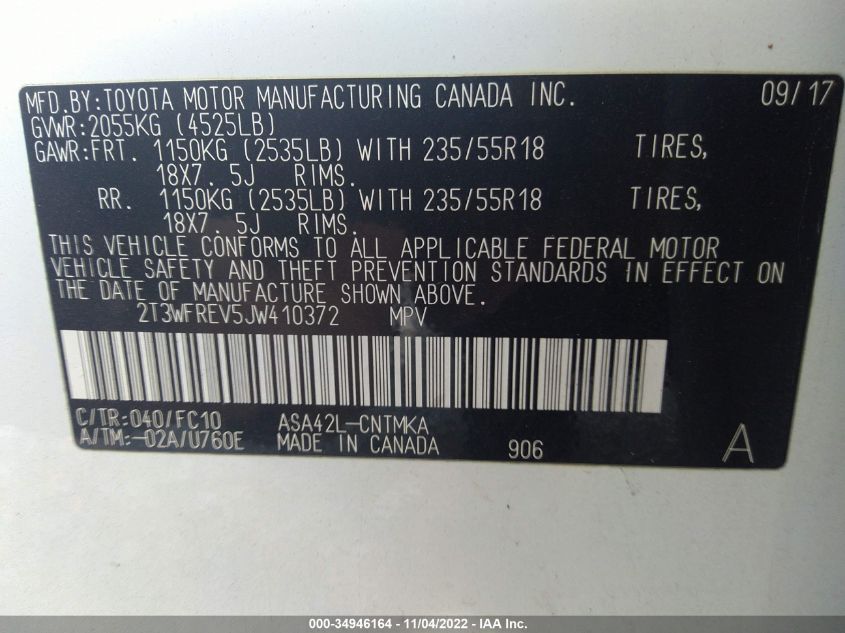 MFD.BY:TOYOTA MOTOR MANUFACTURING CANADA INC. 09/17
GVWR:2055KG (4525LB)
GAWR:FRT. 1150KG (2535LB) WITH 235/55R18 TIRES,
18X7. 5J RIMS.
RR. 1150KG (2535LB) WITH 235/55R18 TIRES,
18X7. 5J RIMS.
THIS VEHICLE CONFORMS TO ALL APPLICABLE FEDERAL MOTOR
VEHICLE SAFETY AND THEFT PREVENTION STANDARDS IN EFFECT ON
THE DATE OF MANUFACTURE SHOWN ABOVE.
2T3WFREV5JW410372 MPV
C/TR:040/FC10 ASA42L-CNTMKA
A/TM:-02A/U760E MADE IN CANADA 906 A
000-34946164 - 11/04/2022 - IAA Inc.